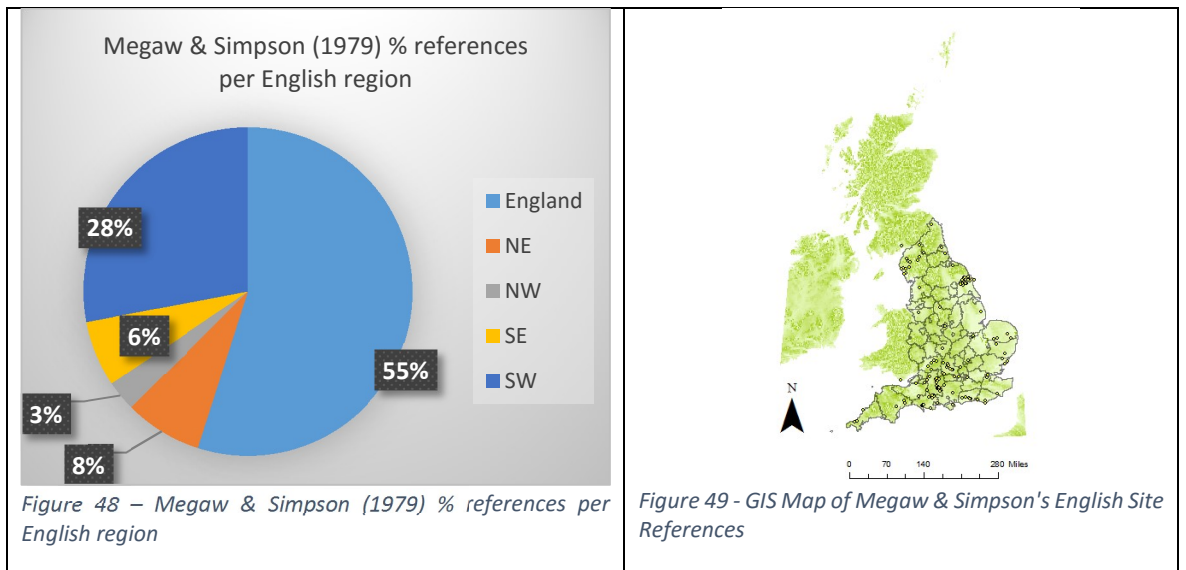 Megaw & Simpson (1979) % references
per English region
28%
6%
3%
8%
55%
England
NE
NW
SE
SW
Figure 48 – Megaw & Simpson (1979) % references per
English region
N
0 70 140 280 Miles
Figure 49 - GIS Map of Megaw & Simpson's English Site
References